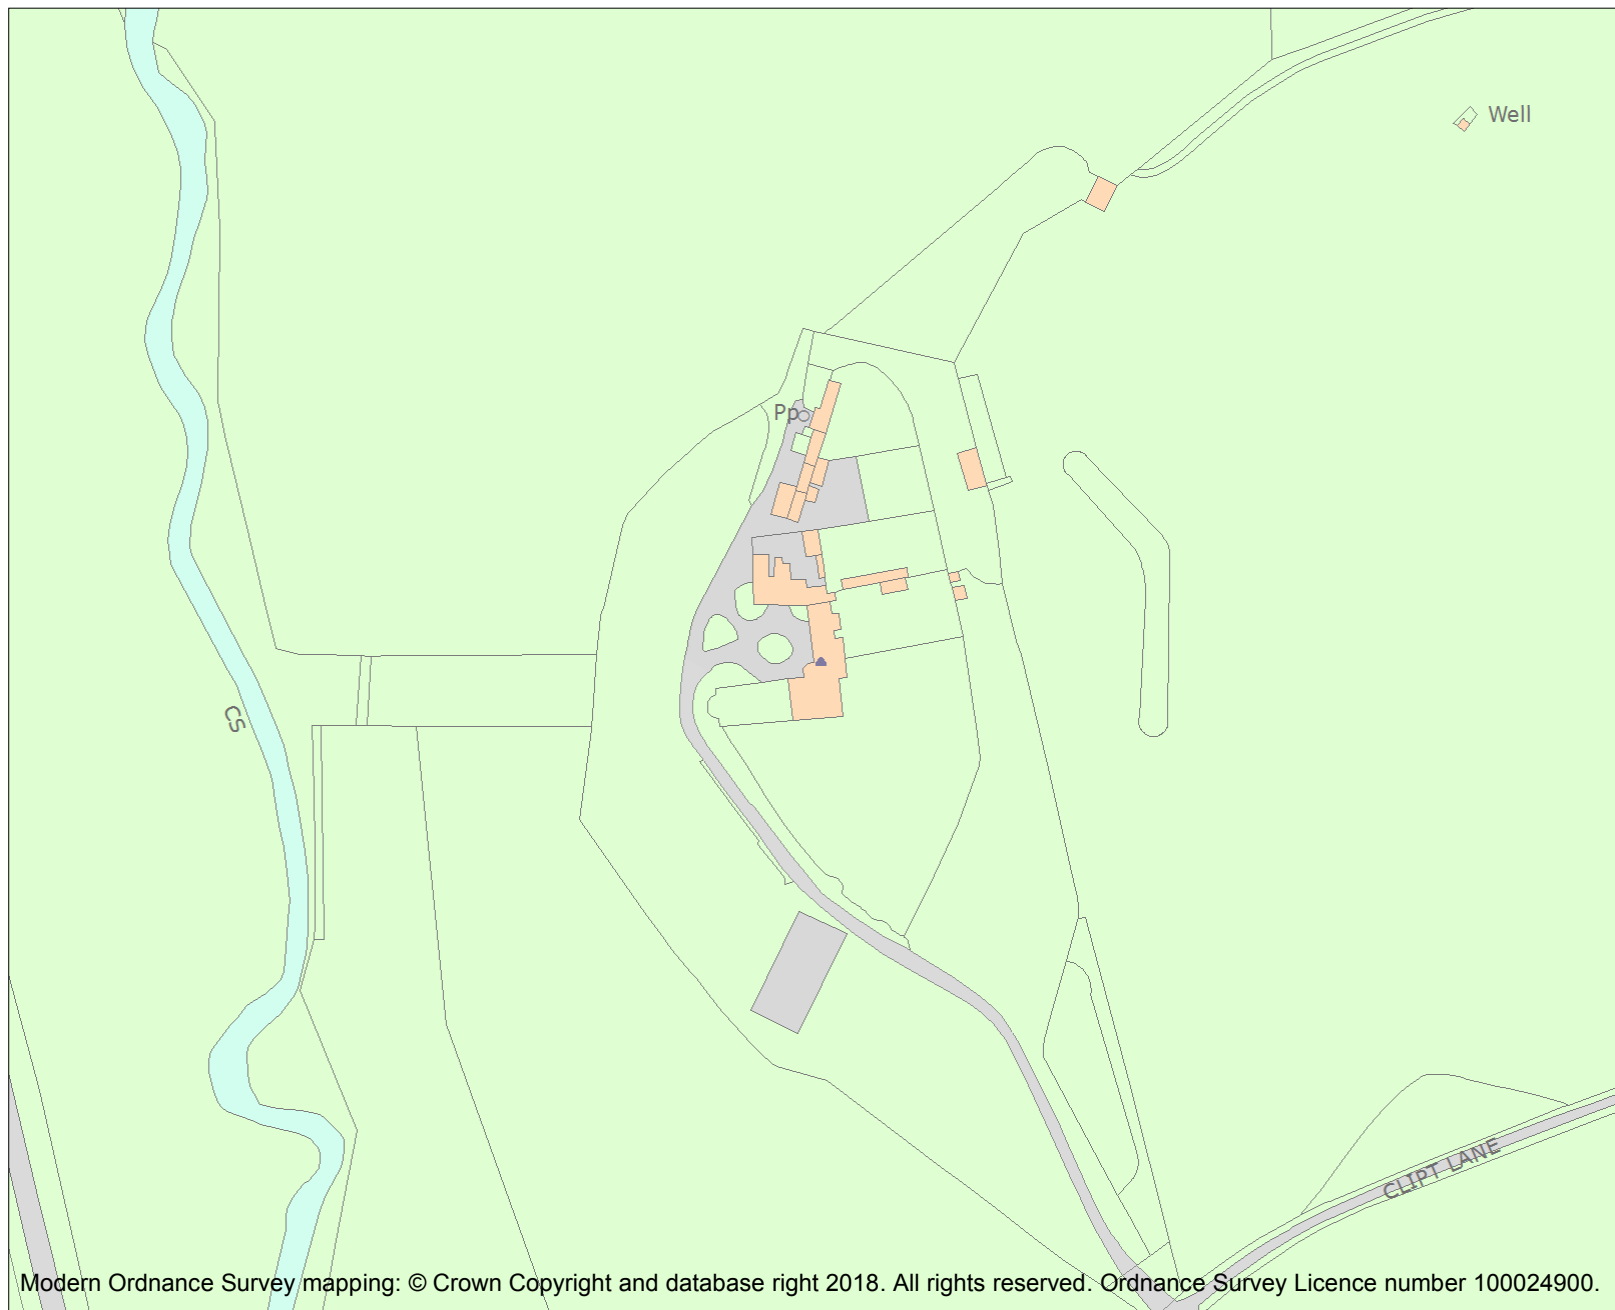 Well
Pp
CS
CLIPT LANE
Modern Ordnance Survey mapping: © Crown Copyright and database right 2018. All rights reserved. Ordnance Survey Licence number 100024900.